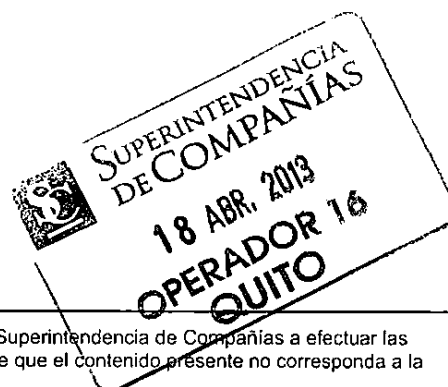 SUPERINTENDENCIA
DE COMPAÑÍAS
18 ABR. 2013
OPERADOR 16
QUITO
Superintendencia de Compañías a efectuar las
e que el contenido presente no corresponda a la